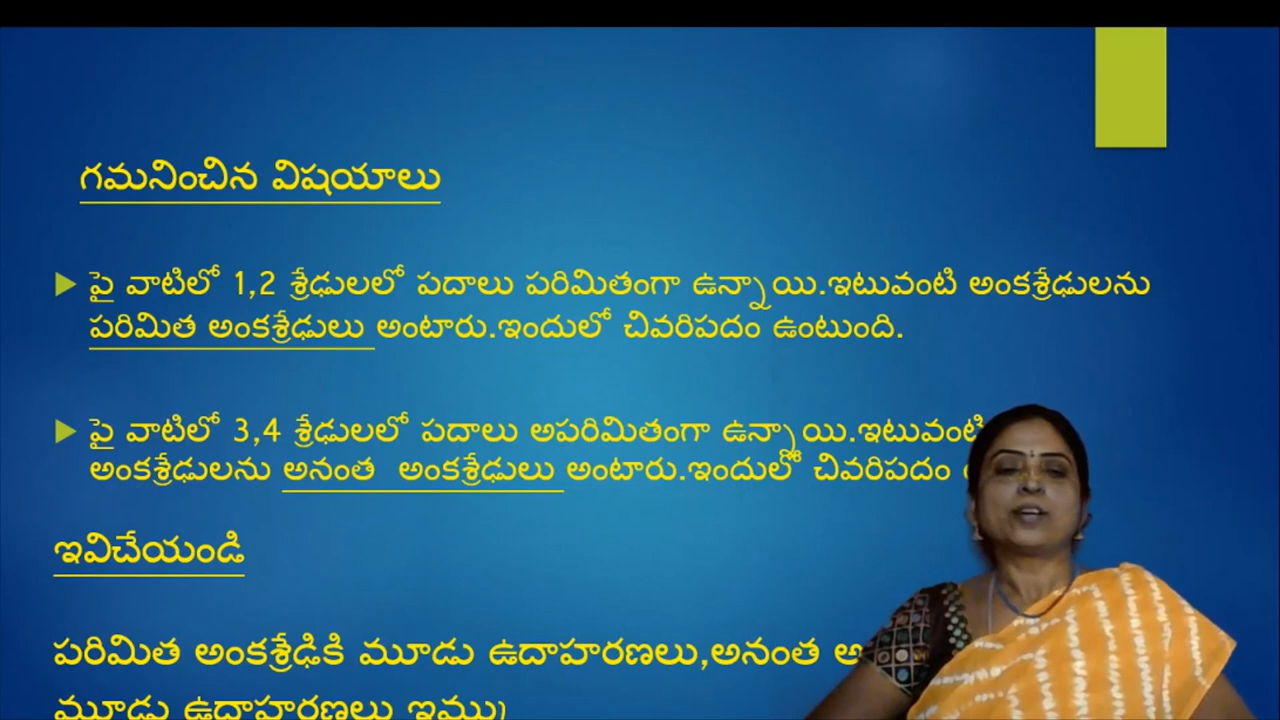 గమనించిన విషయాలు
పై వాటిలో 1,2 శ్రేఢులలో పదాలు పరిమితంగా ఉన్నాయి.ఇటువంటి అంకశ్రేఢులను
పరిమిత అంకశ్రేఢులు అంటారు.ఇందులో చివరిపదం ఉంటుంది.
పై వాటిలో 3,4 శ్రేఢులలో పదాలు అపరిమితంగా ఉన్నాయి.ఇటువంటి
అంకశ్రేఢులను అనంత అంకశ్రేఢులు అంటారు.ఇందులో చివరిపదం
ఇవిచేయండి
పరిమిత అంకశ్రేఢికి మూడు ఉదాహరణలు,అనంత
మూడు ఉదాహరణలు ఇమ్ము)